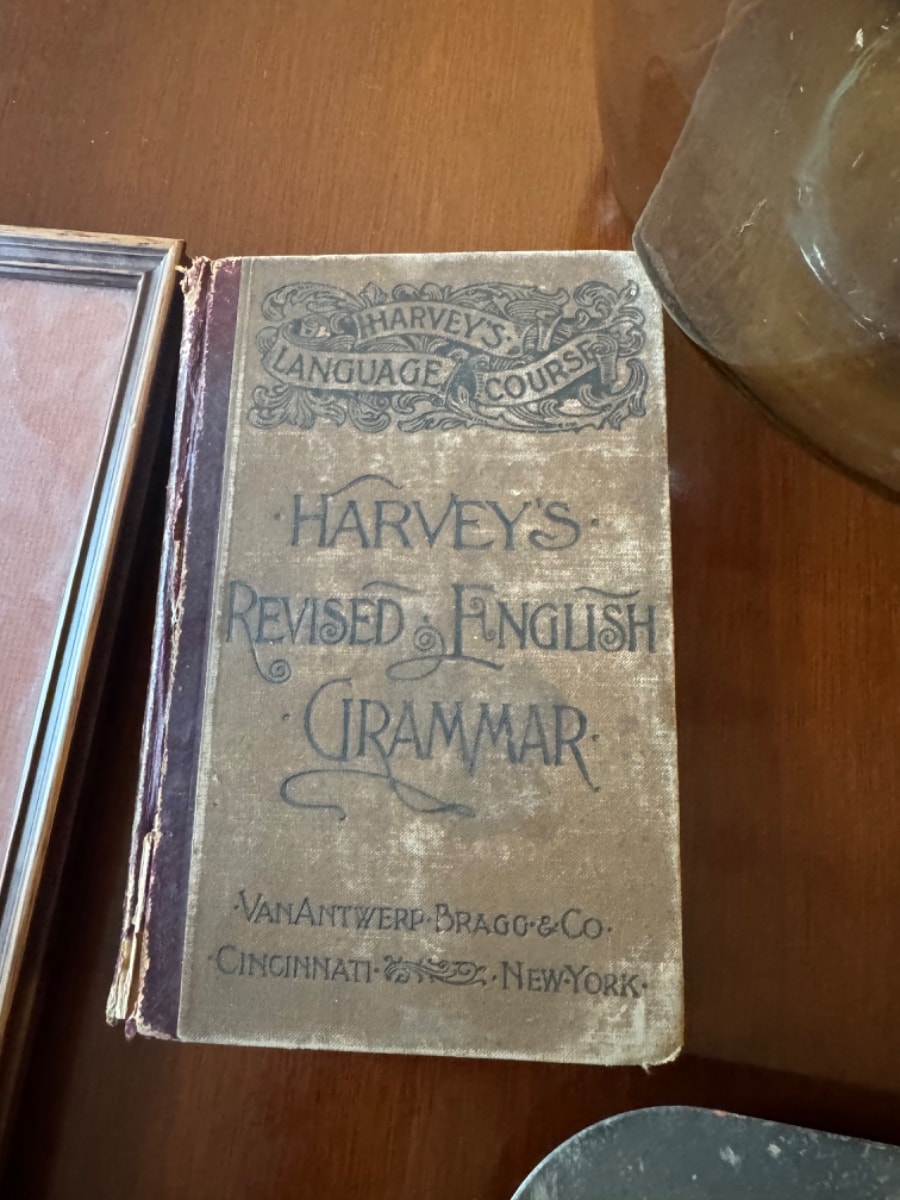 HARVEY'S
LANGUAGE COURSE
HARVEY'S
REVISED ENGLISH
GRAMMAR
VAN ANTWERP · BRAGG · & CO ·
CINCINNATI · NEW · YORK ·